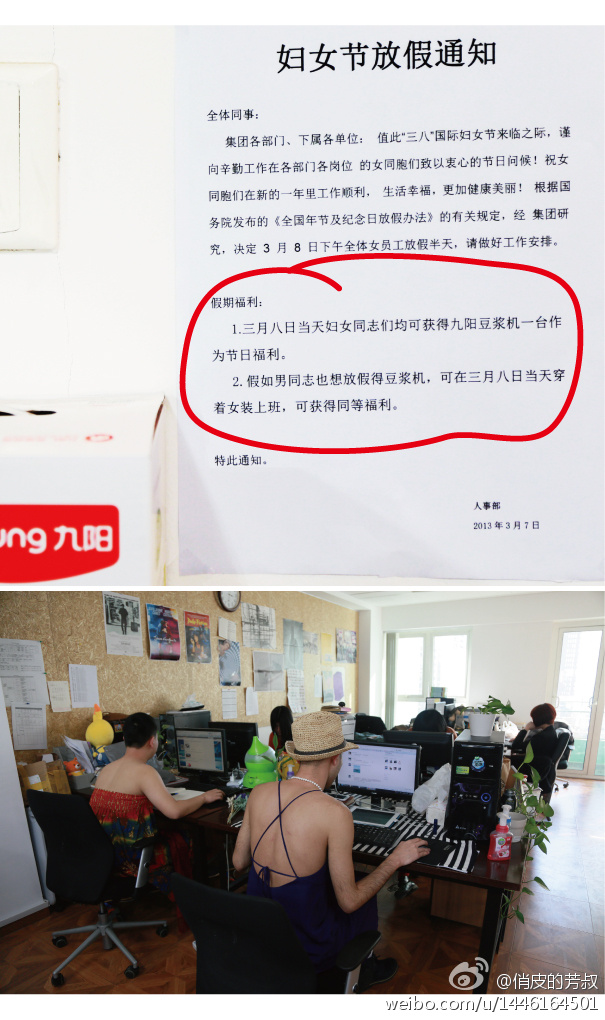 妇女节放假通知
全体同事：
集团各部门、下属各单位： 值此“三八”国际妇女节来临之际，谨
向辛勤工作在各部门各岗位 的女同胞们致以衷心的节日问候！祝女
同胞们在新的一年里工作顺利， 生活幸福，更加健康美丽！ 根据国
务院发布的《全国年节及纪念日放假办法》的有关规定，经 集团研
究，决定 3 月 8 日下午全体女员工放假半天，请做好工作安排。
假期福利：
1.三月八日当天妇女同志们均可获得九阳豆浆机一台作
为节日福利。
2. 假如男同志也想放假得豆浆机，可在三月八日当天穿
着女装上班，可获得同等福利。
特此通知。
人事部
2013 年 3 月 7 日
ung 九阳
@俏皮的芳叔
weibo.com/u/1446164501